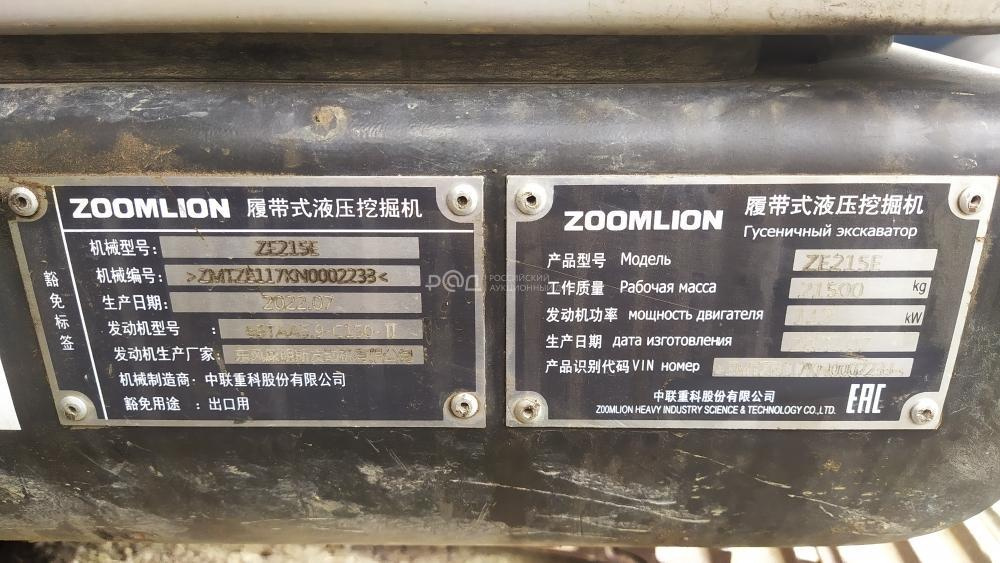 ZOOMLION 履带式液压挖掘机
机械型号: ZE215E
机械编号: >ZMTZE117KN0002233<
生产日期: 2022.07
发动机型号 :
发动机生产厂家:
机械制造商: 中联重科股份有限公司
豁免用途 : 出口用
豁免标签
РАД РОССИЙСКИЙ АУКЦИОННЫЙ
ZOOMLION 履带式液压挖掘机
Гусеничный экскаватор
产品型号 Модель ZE215E
工作质量 Рабочая масса 21500 kg
发动机功率 мощность двигателя kW
生产日期 дата изготовления
产品识别代码 VIN номер
中联重科股份有限公司
ZOOMLION HEAVY INDUSTRY SCIENCE & TECHNOLOGY CO.,LTD.
EAC